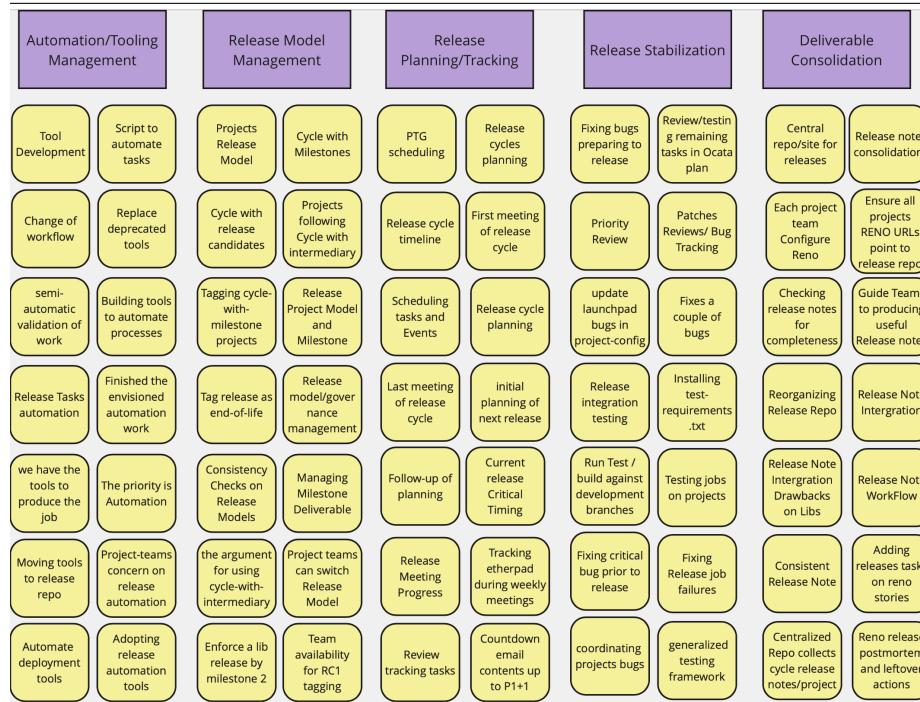 Automation/Tooling
Management
Release Model
Management
Release
Planning/Tracking
Release Stabilization
Deliverable
Consolidation
Tool
Development
Script to
automate
tasks
Projects
Release
Model
Cycle with
Milestones
PTG
scheduling
Release
cycles
planning
Fixing bugs
preparing to
release
Review/testin
g remaining
tasks in Ocata
plan
Central
repo/site for
releases
Release note
consolidation
Change of
workflow
Replace
deprecated
tools
Cycle with
release
candidates
Projects
following
Cycle with
intermediary
Release cycle
timeline
First meeting
of release
cycle
Priority
Review
Patches
Reviews/ Bug
Tracking
Each project
team
Configure
Reno
Ensure all
projects
RENO URLs
point to
release repo
semi-
automatic
validation of
work
Building tools
to automate
processes
Tagging cycle-
with-
milestone
projects
Release
Project Model
and
Milestone
Scheduling
tasks and
Events
Release cycle
planning
update
launchpad
bugs in
project-config
Fixes a
couple of
bugs
Checking
release notes
for
completeness
Guide Team
to producing
useful
Release note
Release Tasks
automation
Finished the
envisioned
automation
work
Tag release as
end-of-life
Release
model/gover
nance
management
Last meeting
of release
cycle
initial
planning of
next release
Release
integration
testing
Installing
test-
requirements
.txt
Reorganizing
Release Repo
Release Not
Intergration
we have the
tools to
produce the
job
The priority is
Automation
Consistency
Checks on
Release
Models
Managing
Milestone
Deliverable
Follow-up of
planning
Current
release
Critical
Timing
Run Test /
build against
development
branches
Testing jobs
on projects
Release Note
Intergration
Drawbacks
on Libs
Release Not
WorkFlow
Moving tools
to release
repo
Project-teams
concern on
release
automation
the argument
for using
cycle-with-
intermediary
Project teams
can switch
Release
Model
Release
Meeting
Progress
Tracking
etherpad
during weekly
meetings
Fixing critical
bug prior to
release
Fixing
Release job
failures
Consistent
Release Note
Adding
releases task
on reno
stories
Automate
deployment
tools
Adopting
release
automation
tools
Enforce a lib
release by
milestone 2
Team
availability
for RC1
tagging
Review
tracking tasks
Countdown
email
contents up
to P1+1
coordinating
projects bugs
generalized
testing
framework
Centralized
Repo collects
cycle release
notes/project
Reno release
postmortem
and leftover
actions